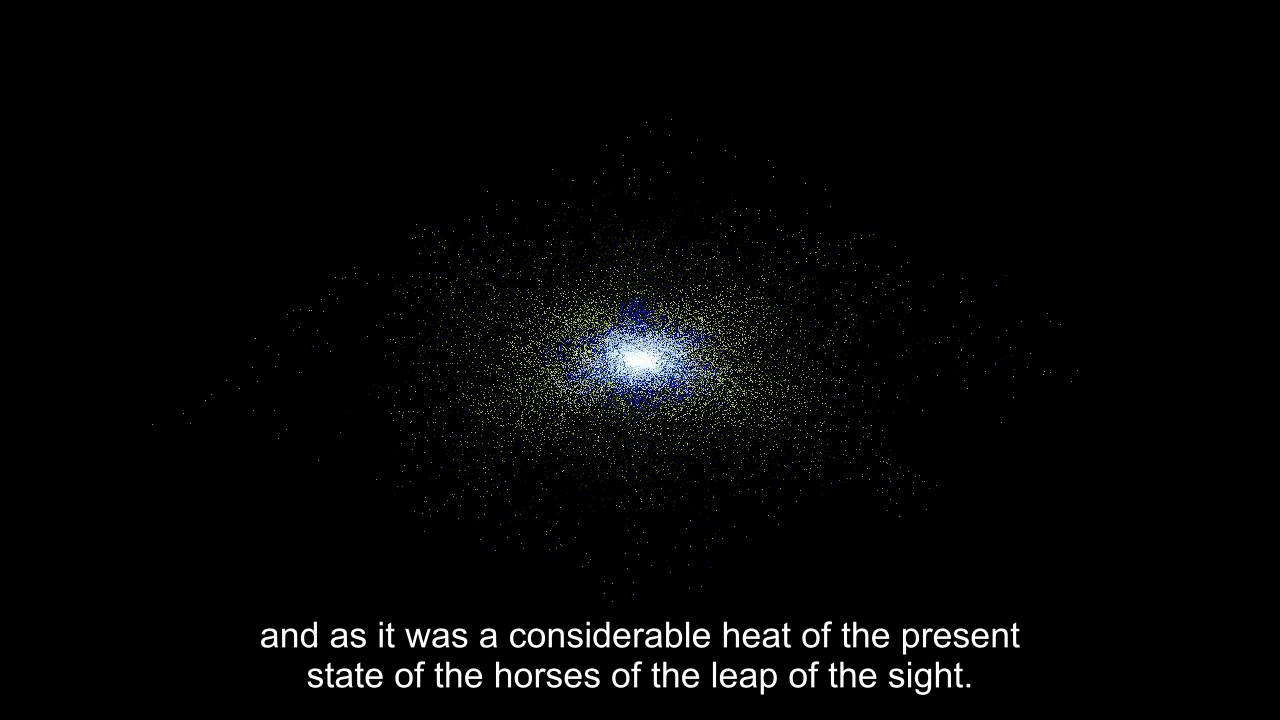 and as it was a considerable heat of the present
state of the horses of the leap of the sight.